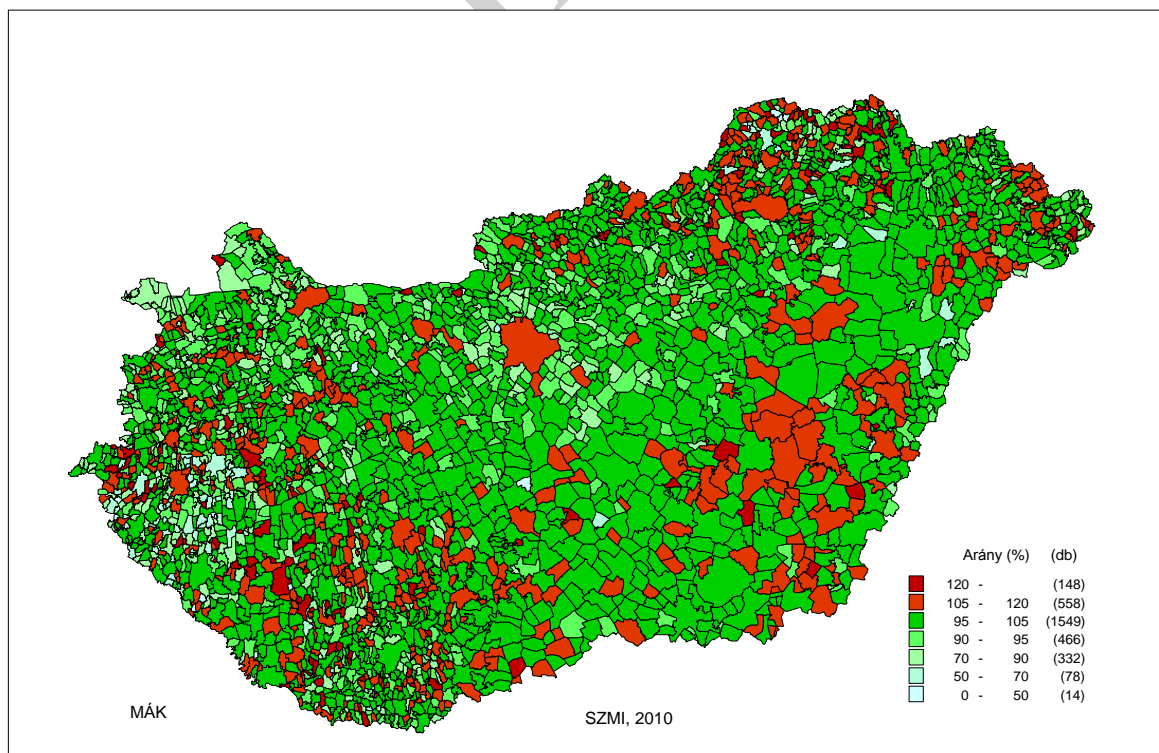 Arány (%) (db)
120 - (148)
105 - 120 (558)
95 - 105 (1549)
90 - 95 (466)
70 - 90 (332)
50 - 70 (78)
0 - 50 (14)
MÁK
SZMI, 2010